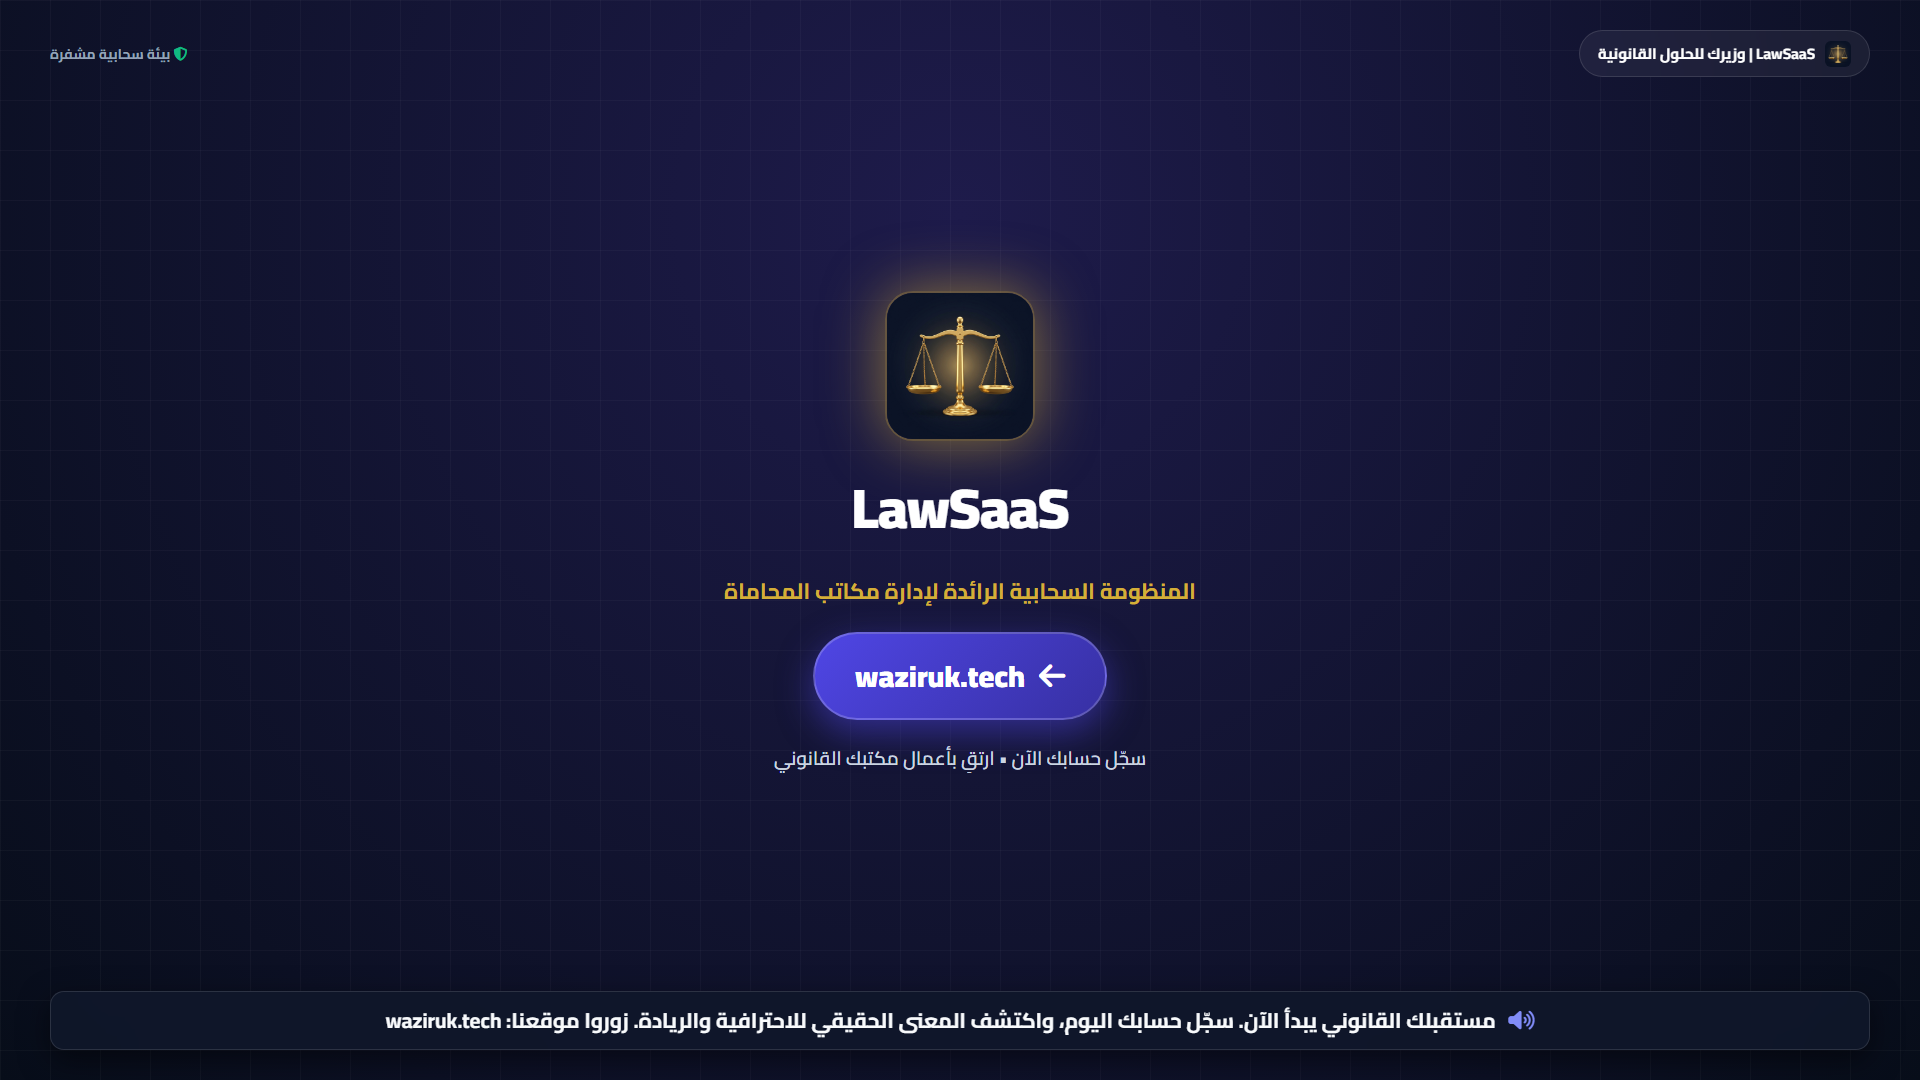 LawSaaS | وزيرك للحلول القانونية
بيئة سحابية مشفرة
LawSaaS
المنظومة السحابية الرائدة لإدارة مكاتب المحاماة
waziruk.tech
سجّل حسابك الآن • ارتقِ بأعمال مكتبك القانوني
مستقبلك القانوني يبدأ الآن. سجّل حسابك اليوم، واكتشف المعنى الحقيقي للاحترافية والريادة. زوروا موقعنا: waziruk.tech